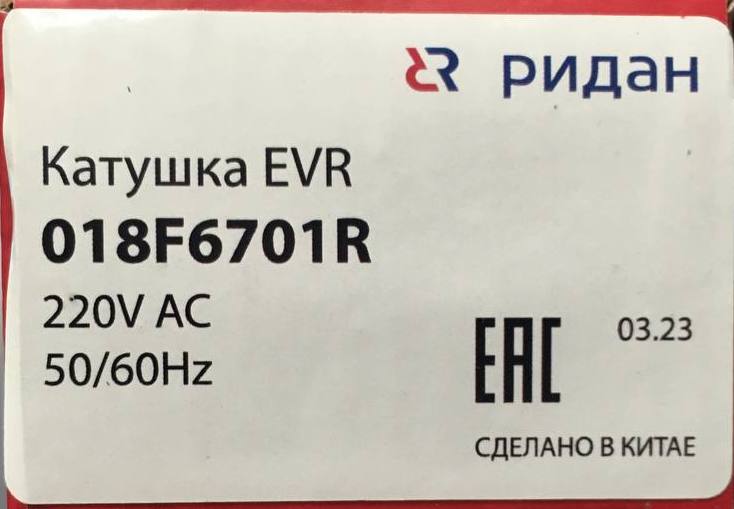 ридан
Катушка EVR
018F6701R
220V AC
50/60Hz
EAC
03.23
СДЕЛАНО В КИТАЕ